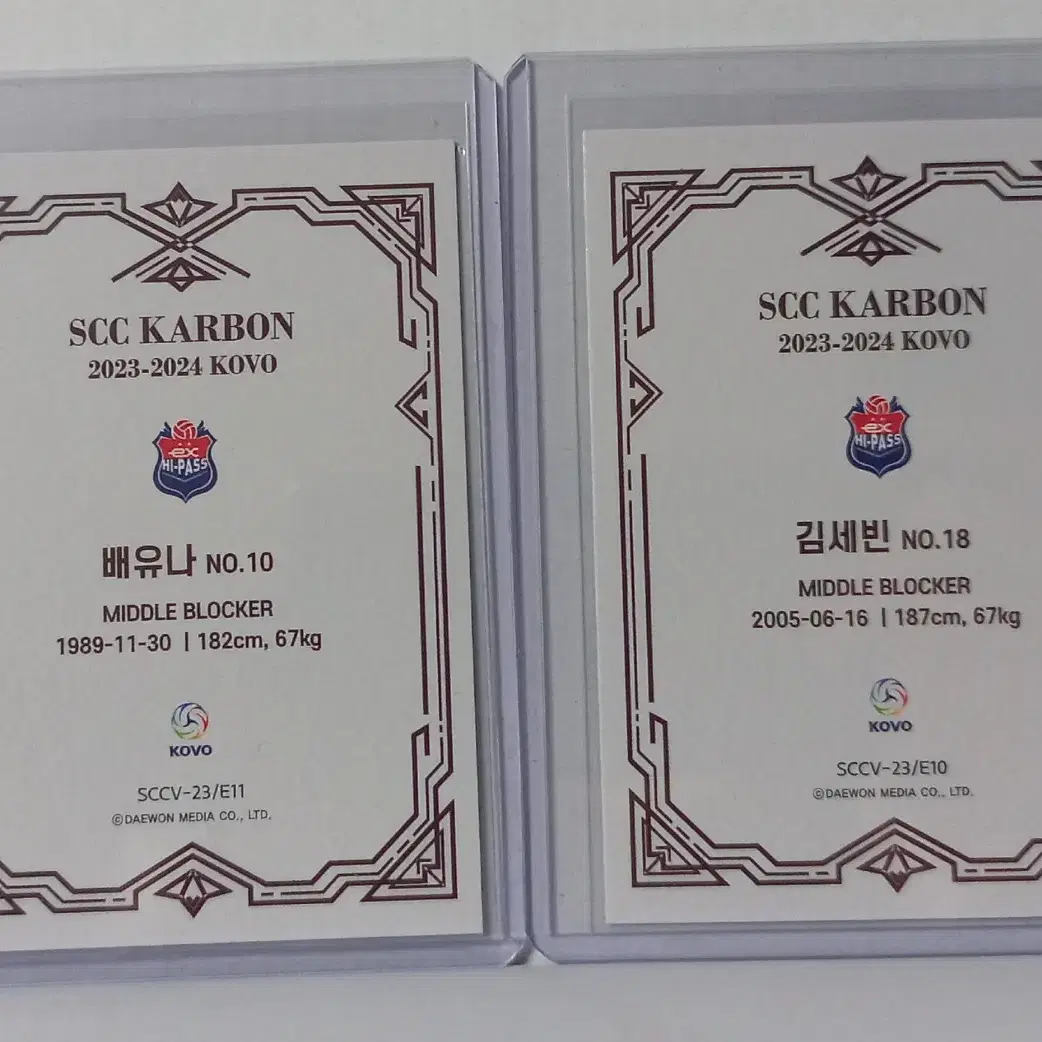 SCC KARBON
2023-2024 KOVO
ex
HI-PASS
배유나 NO.10
MIDDLE BLOCKER
1989-11-30 | 182cm, 67kg
KOVO
SCCV-23/E11
©DAEWON MEDIA CO., LTD.
SCC KARBON
2023-2024 KOVO
ex
HI-PASS
김세빈 NO.18
MIDDLE BLOCKER
2005-06-16 | 187cm, 67kg
KOVO
SCCV-23/E10
©DAEWON MEDIA CO., LTD.